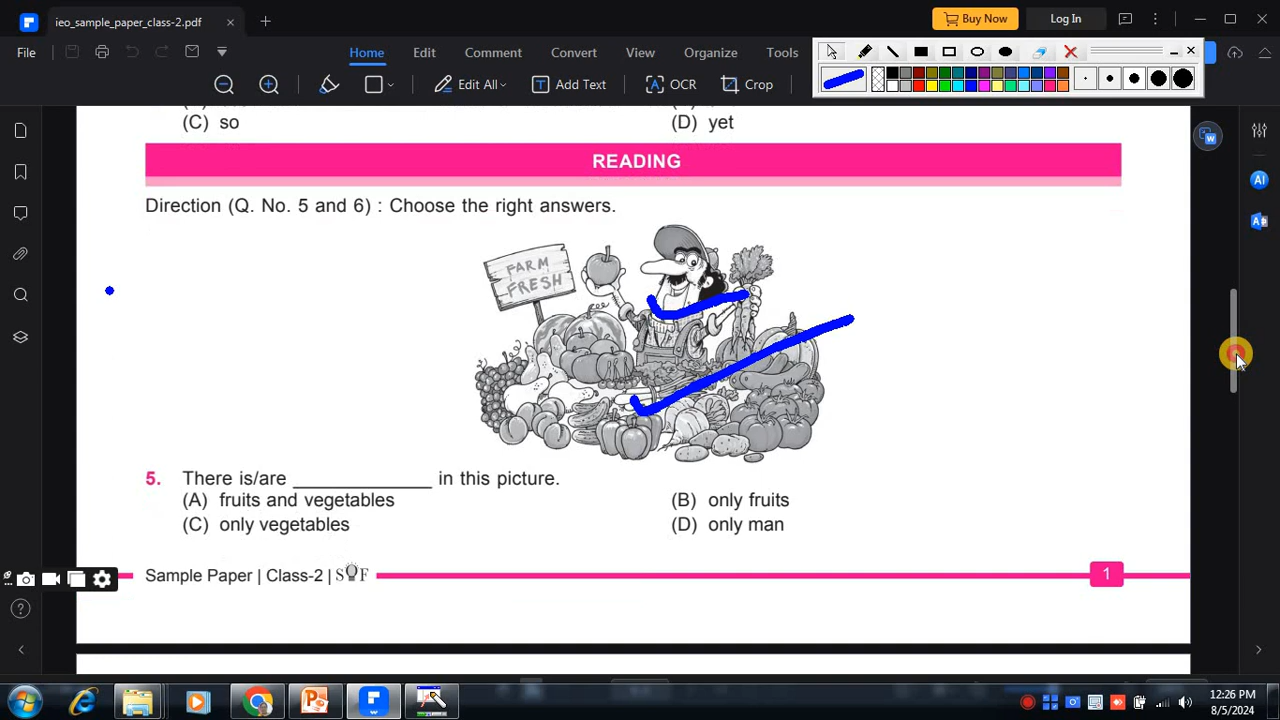 ieo_sample_paper_class-2.pdf
Buy Now
Log In
File
Home
Edit
Comment
Convert
View
Organize
Tools
Edit All
Add Text
OCR
Crop
(C) so
(D) yet
READING
Direction (Q. No. 5 and 6) : Choose the right answers.
FARM
FRESH
5. There is/are _____________ in this picture.
(A) fruits and vegetables
(B) only fruits
(C) only vegetables
(D) only man
Sample Paper | Class-2 | SOF
1
AI
12:26 PM
8/5/2024